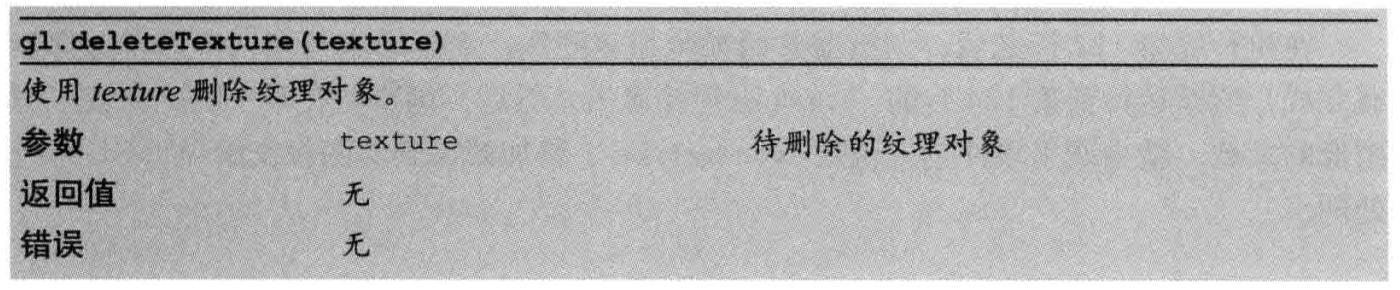 gl.deleteTexture(texture)
使用 texture 删除纹理对象。
参数 texture 待删除的纹理对象
返回值 无
错误 无